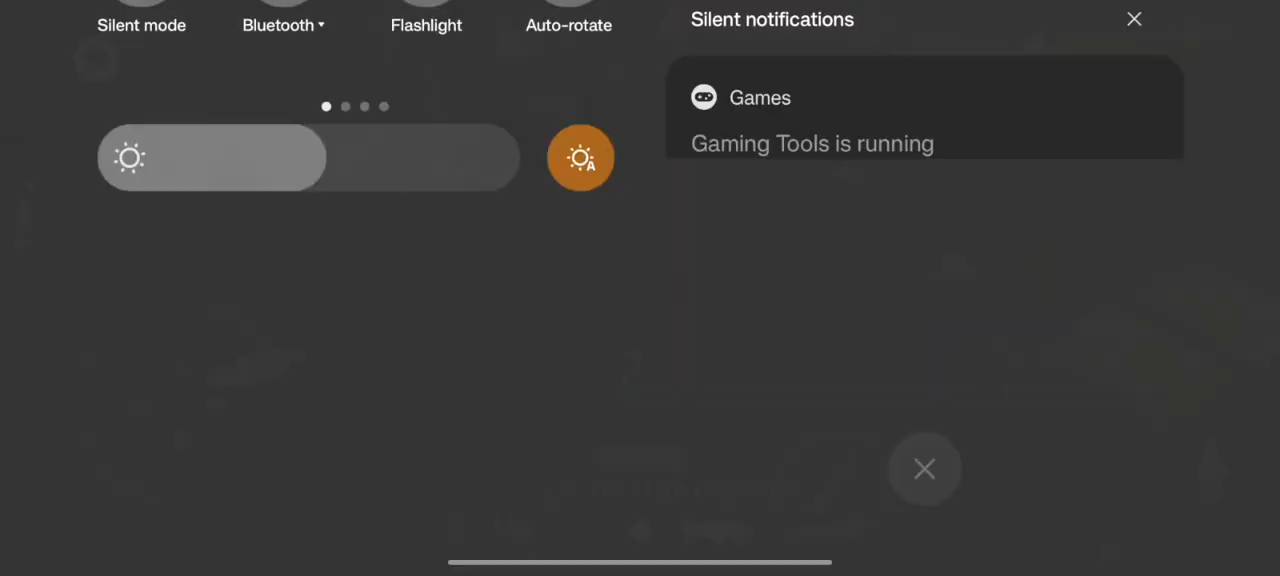 Silent mode
Bluetooth
Flashlight
Auto-rotate
A
Silent notifications
Games
Gaming Tools is running